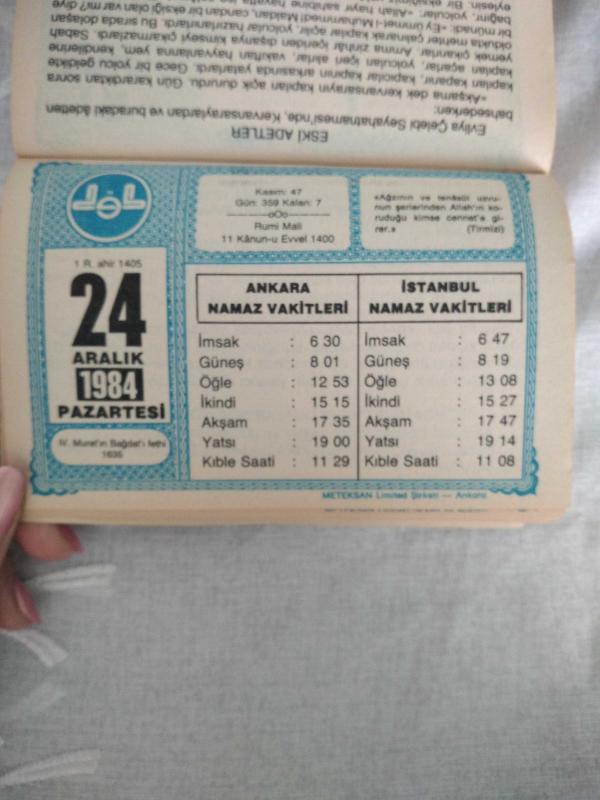 ESKİ ADETLER
Evliya Çelebi Seyahatnamesi'nde, Kervansaraylardan ve buradaki âdetten
bahsederken:
«Akşama dek kervansarayın kapıları açık dururdu. Gün karardıktan sonra
kapıları kapanır, kapıcılar kapının arkasında yatarlardı. Gece bir yolcu geldikte
kapıları açarlar, yolcuları içeri alırlar, vakıftan hayvanlarına yem, kendilerine
yemek çıkarırlar. Amma zinhâr içeriden dışarıya kimseyi çıkarmazlardı. Sabah
oldukta mehter çalınarak kapılar açılır, yolcular hazırlanırlardı. Bu sırada dolaşan
bir münadi: «Ey Ümmet-i Muhammed! Maldan, candan bir eksiği olan var mı? diye
bağırır, yolcular: «Allah hayır sahibine
Kasım: 47
Gün: 359 Kalan: 7
—oOo—
Rumi Mali
11 Kânun-u Evvel 1400
«Ağzının ve tenâsül uzvu-
nun şerlerinden Allah'ın ko-
ruduğu kimse cennet'e gi-
rer.» (Tirmizi)
1 R. ahir 1405
24
ARALIK
1984
PAZARTESİ
IV. Murat'ın Bağdat'ı fethi
1638
ANKARA
NAMAZ VAKİTLERİ
İmsak : 6 30
Güneş : 8 01
Öğle : 12 53
İkindi : 15 15
Akşam : 17 35
Yatsı : 19 00
Kıble Saati : 11 29
İSTANBUL
NAMAZ VAKİTLERİ
İmsak : 6 47
Güneş : 8 19
Öğle : 13 08
İkindi : 15 27
Akşam : 17 47
Yatsı : 19 14
Kıble Saati : 11 08
METEKSAN Limited Şirketi — Ankara